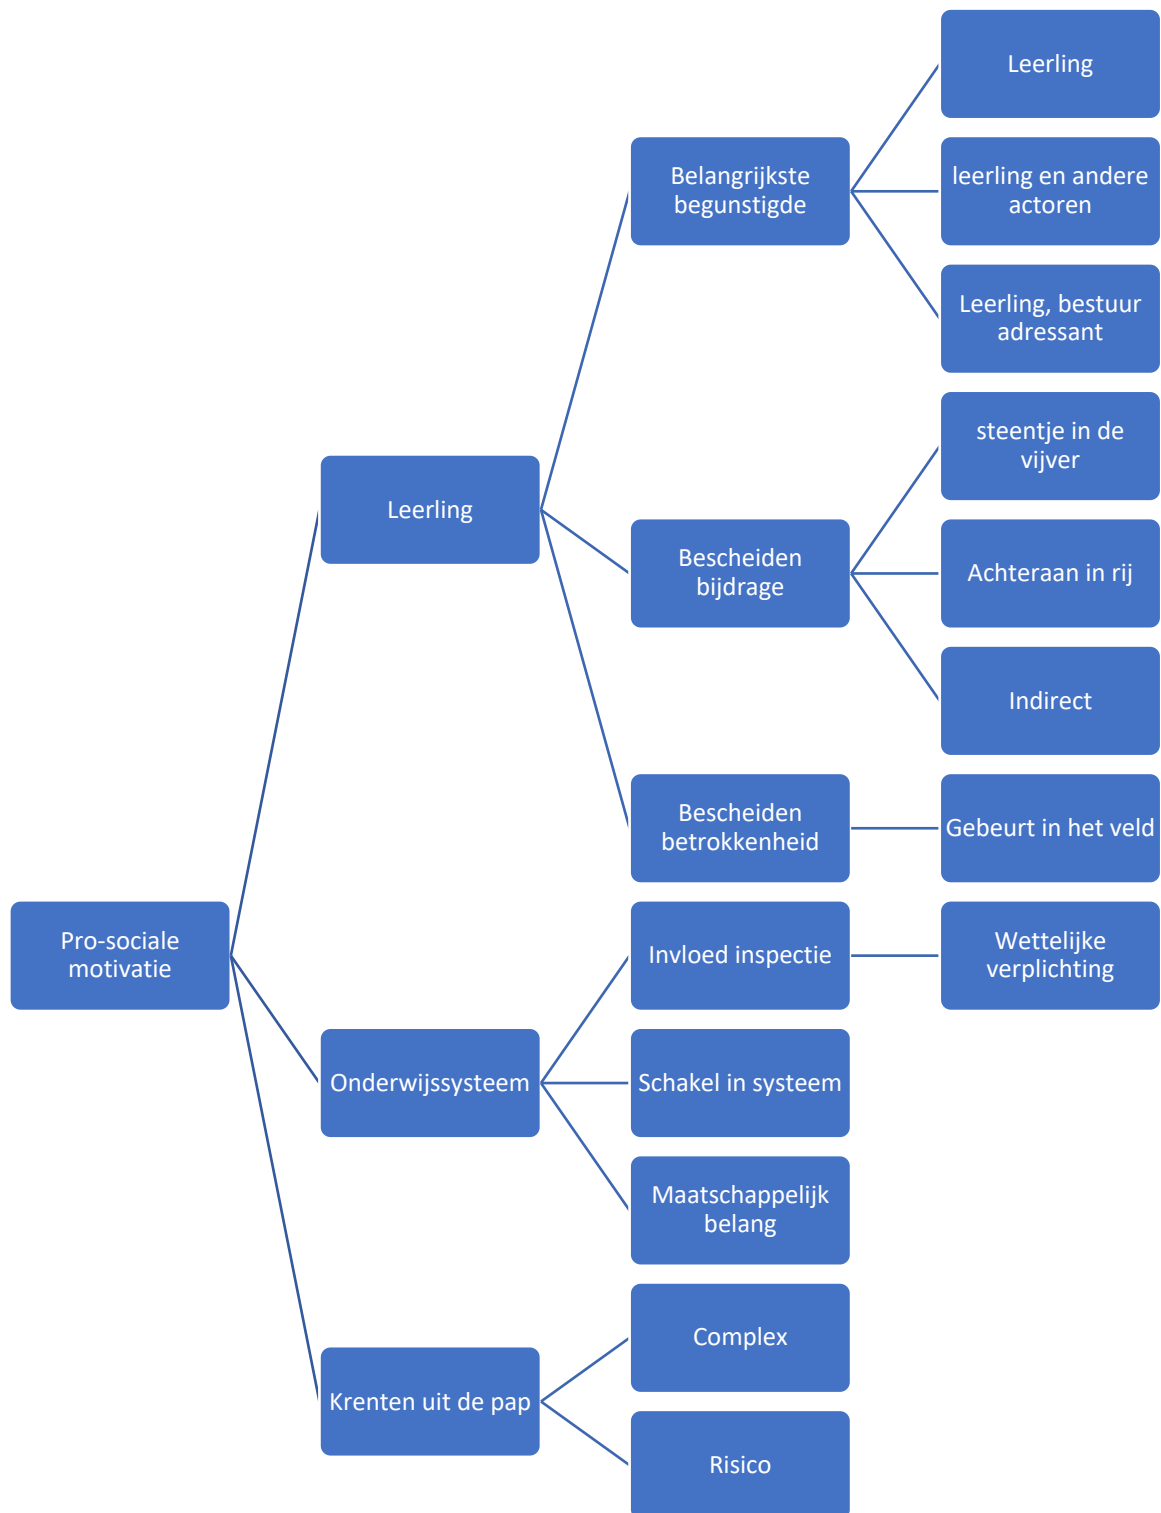 Leerling
Belangrijkste
begunstigde
leerling en andere
actoren
Leerling, bestuur
adressant
steentje in de
vijver
Leerling
Bescheiden
bijdrage
Achteraan in rij
Indirect
Bescheiden
betrokkenheid
Gebeurt in het veld
Pro-sociale
motivatie
Invloed inspectie
Wettelijke
verplichting
Onderwijssysteem
Schakel in systeem
Maatschappelijk
belang
Complex
Krenten uit de pap
Risico